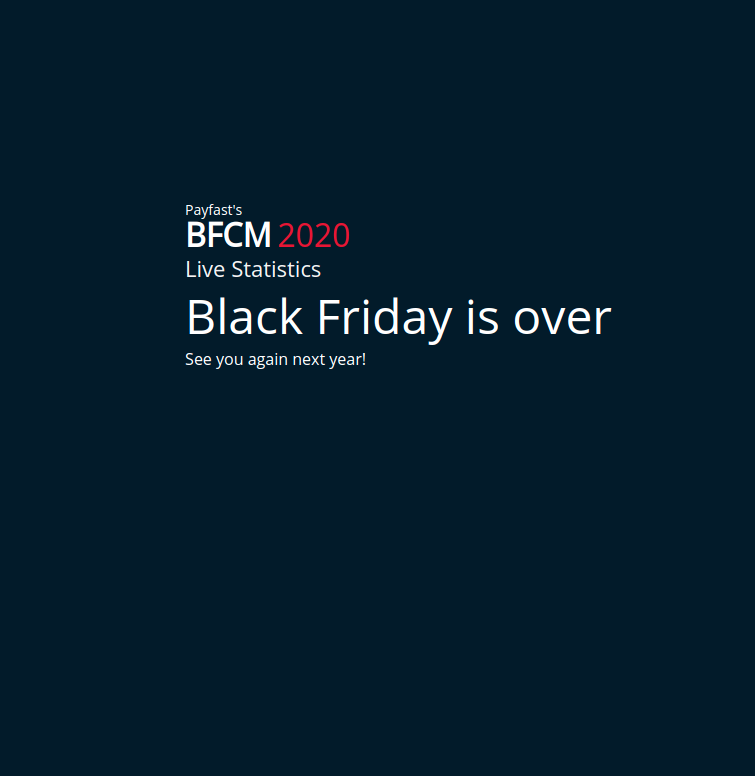 Payfast's
BFCM 2020
Live Statistics
Black Friday is over
See you again next year!